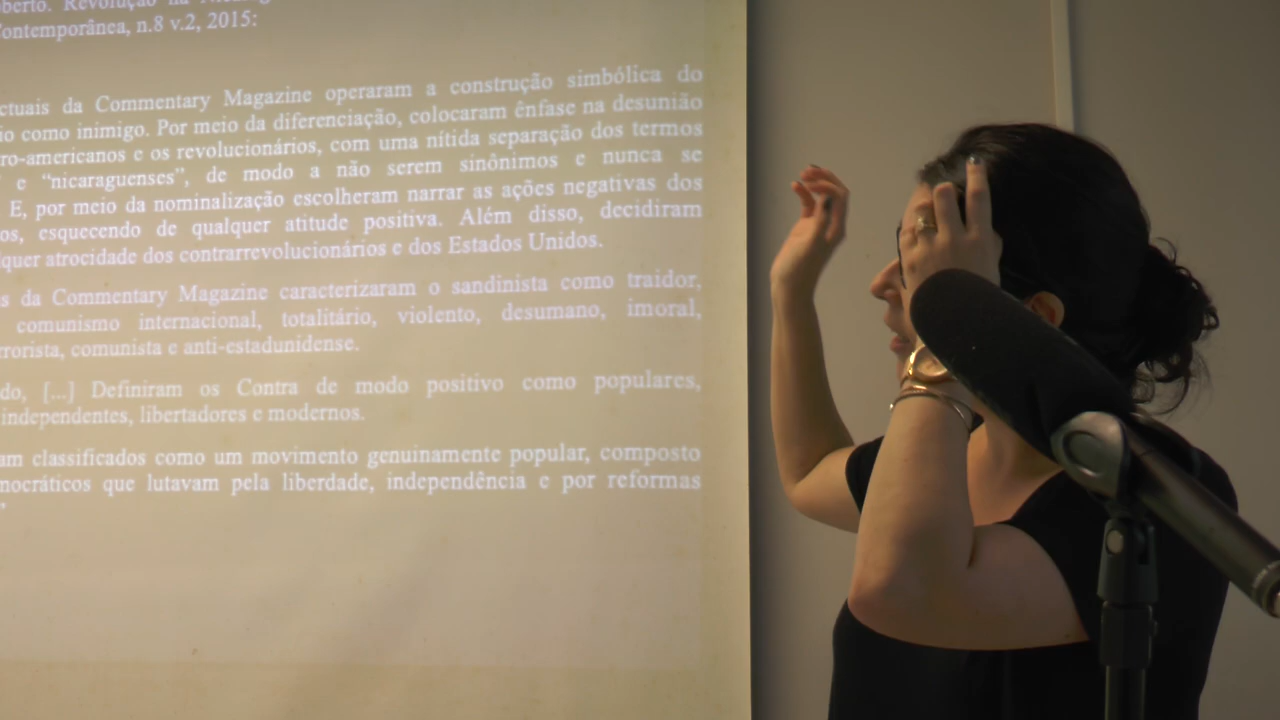 oberto. Revolução na
Contemporânea, n.8 v.2, 2015:
ctuais da Commentary Magazine operaram a construção simbólica do
io como inimigo. Por meio da diferenciação, colocaram ênfase na desunião
ro-americanos e os revolucionários, com uma nítida separação dos termos
” e “nicaraguenses”, de modo a não serem sinônimos e nunca se
E, por meio da nominalização escolheram narrar as ações negativas dos
os, esquecendo de qualquer atitude positiva. Além disso, decidiram
lquer atrocidade dos contrarrevolucionários e dos Estados Unidos.
s da Commentary Magazine caracterizaram o sandinista como traidor,
comunismo internacional, totalitário, violento, desumano, imoral,
rrorista, comunista e anti-estadunidense.
do, [...] Definiram os Contra de modo positivo como populares,
independentes, libertadores e modernos.
am classificados como um movimento genuinamente popular, composto
mocráticos que lutavam pela liberdade, independência e por reformas
”